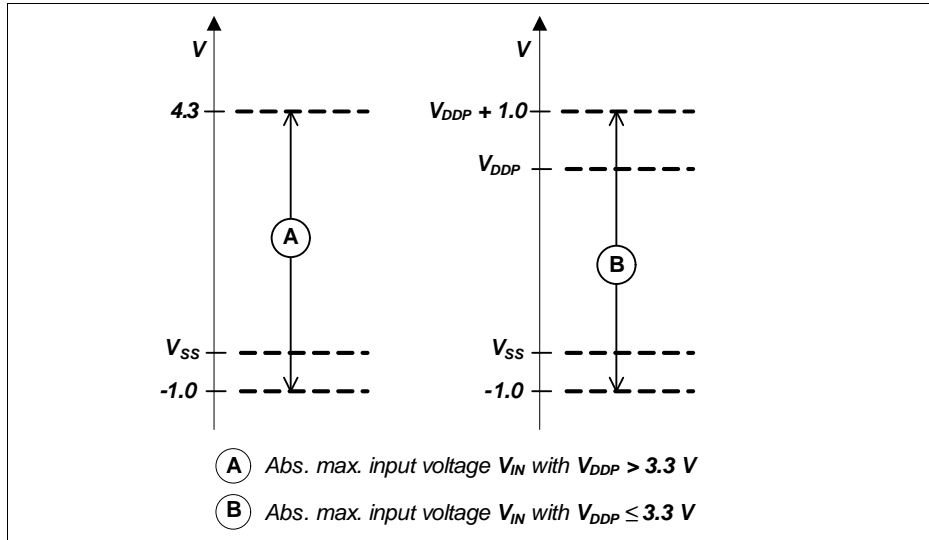 V
4.3
A
V_SS
-1.0
V
V_DDP + 1.0
V_DDP
B
V_SS
-1.0
A Abs. max. input voltage V_IN with V_DDP > 3.3 V
B Abs. max. input voltage V_IN with V_DDP ≤ 3.3 V